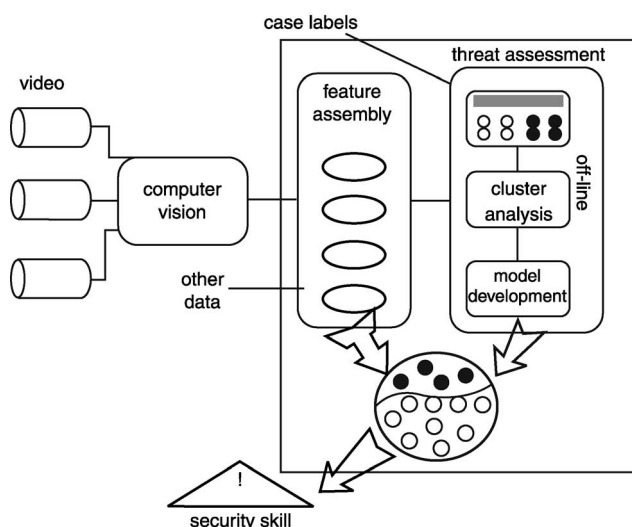 case labels
threat assessment
video
feature
assembly
computer
vision
off-line
cluster
analysis
other
data
model
development
!
security skill